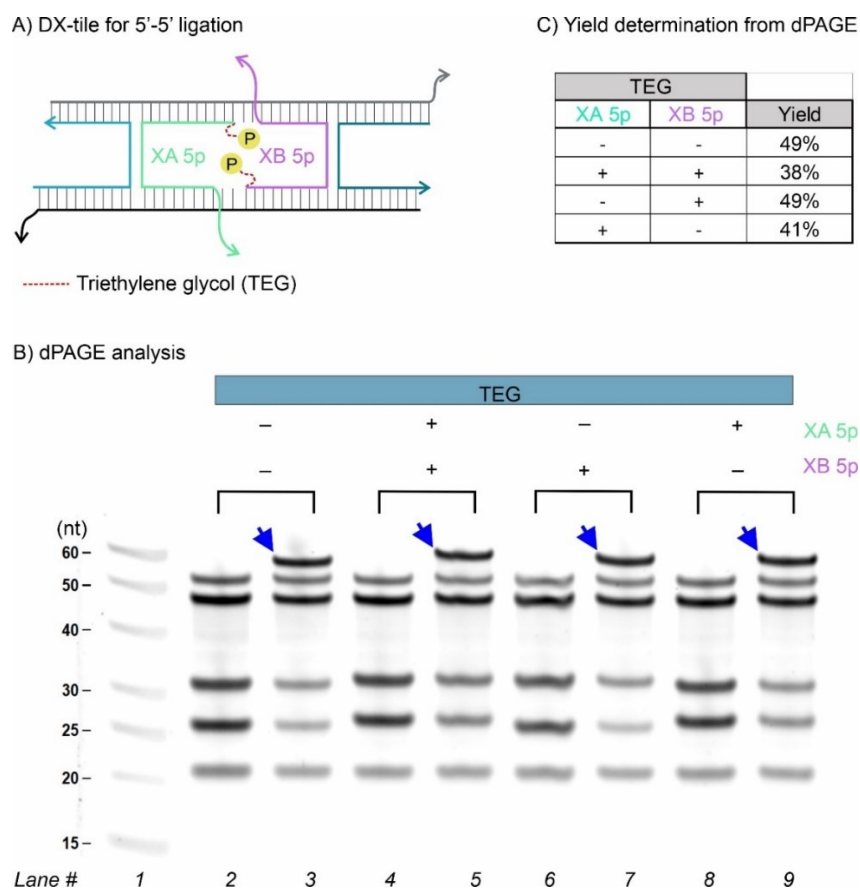 A) DX-tile for 5’-5’ ligation
C) Yield determination from dPAGE
XA 5p
P
P
XB 5p
Triethylene glycol (TEG)
TEG
XA 5p XB 5p Yield
- - 49%
+ + 38%
- + 49%
+ - 41%
B) dPAGE analysis
TEG
– + – + XA 5p
– + + – XB 5p
(nt)
60 –
50 –
40 –
30 –
25 –
20 –
15 –
Lane # 1 2 3 4 5 6 7 8 9